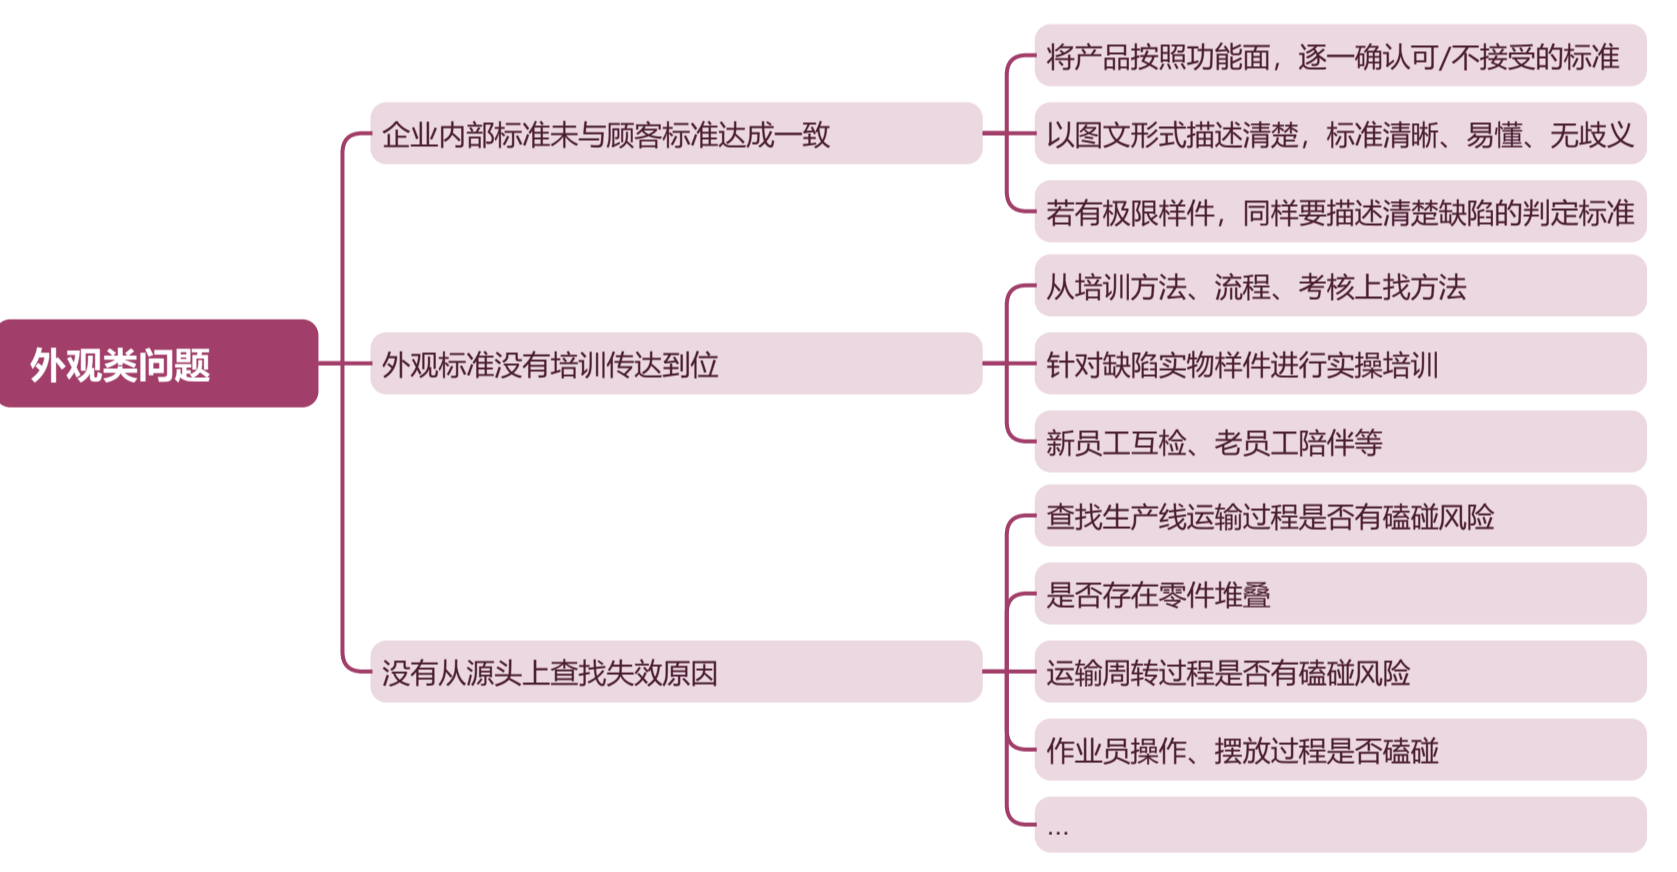 外观类问题
企业内部标准未与顾客标准达成一致
将产品按照功能面，逐一确认可/不接受的标准
以图文形式描述清楚，标准清晰、易懂、无歧义
若有极限样件，同样要描述清楚缺陷的判定标准
外观标准没有培训传达到位
从培训方法、流程、考核上找方法
针对缺陷实物样件进行实操培训
新员工互检、老员工陪伴等
没有从源头上查找失效原因
查找生产线运输过程是否有磕碰风险
是否存在零件堆叠
运输周转过程是否有磕碰风险
作业员操作、摆放过程是否磕碰
...